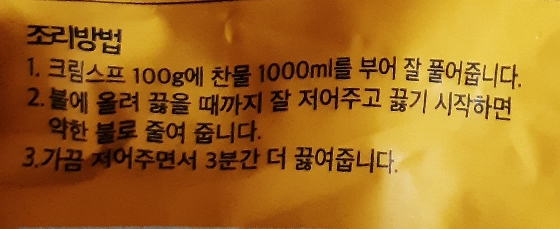 조리방법
1. 크림스프 100g에 찬물 1000ml를 부어 잘 풀어줍니다.
2. 불에 올려 끓을 때까지 잘 저어주고 끓기 시작하면
약한 불로 줄여 줍니다.
3.가끔 저어주면서 3분간 더 끓여줍니다.